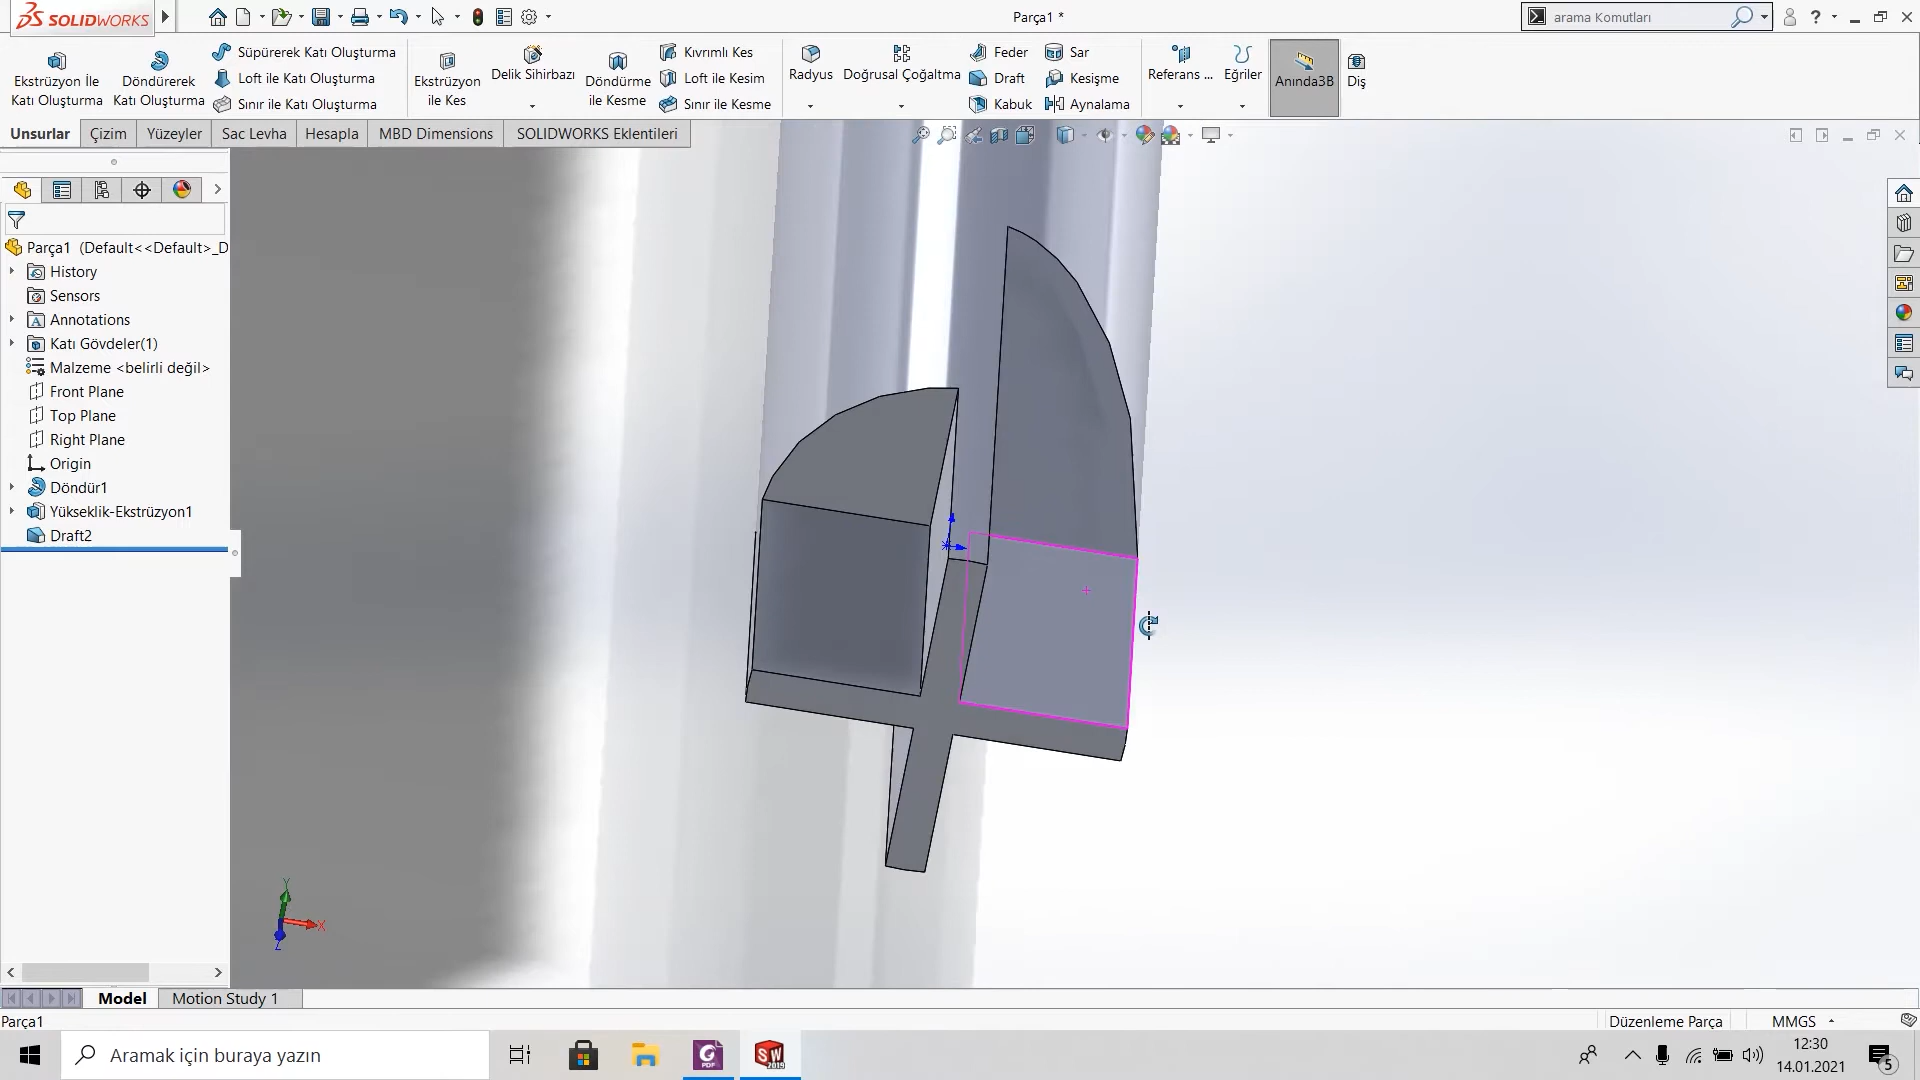 SOLIDWORKS
Parça1 *
arama Komutları
Ekstrüzyon İle
Katı Oluşturma
Döndürerek
Katı Oluşturma
Süpürerek Katı Oluşturma
Loft ile Katı Oluşturma
Sınır ile Katı Oluşturma
Ekstrüzyon
ile Kes
Delik Sihirbazı
Döndürme
ile Kesme
Kıvrımlı Kes
Loft ile Kesim
Sınır ile Kesme
Radyus
Doğrusal Çoğaltma
Feder
Draft
Kabuk
Sar
Kesişme
Aynalama
Referans ...
Eğriler
Anında3B
Diş
Unsurlar
Çizim
Yüzeyler
Sac Levha
Hesapla
MBD Dimensions
SOLIDWORKS Eklentileri
Parça1 (Default<<Default>_D
History
Sensors
Annotations
Katı Gövdeler(1)
Malzeme <belirli değil>
Front Plane
Top Plane
Right Plane
Origin
Döndür1
Yükseklik-Ekstrüzyon1
Draft2
Y
X
Z
Model
Motion Study 1
Parça1
Düzenleme Parça
MMGS
Aramak için buraya yazın
PDF
SW
2019
12:30
14.01.2021
5